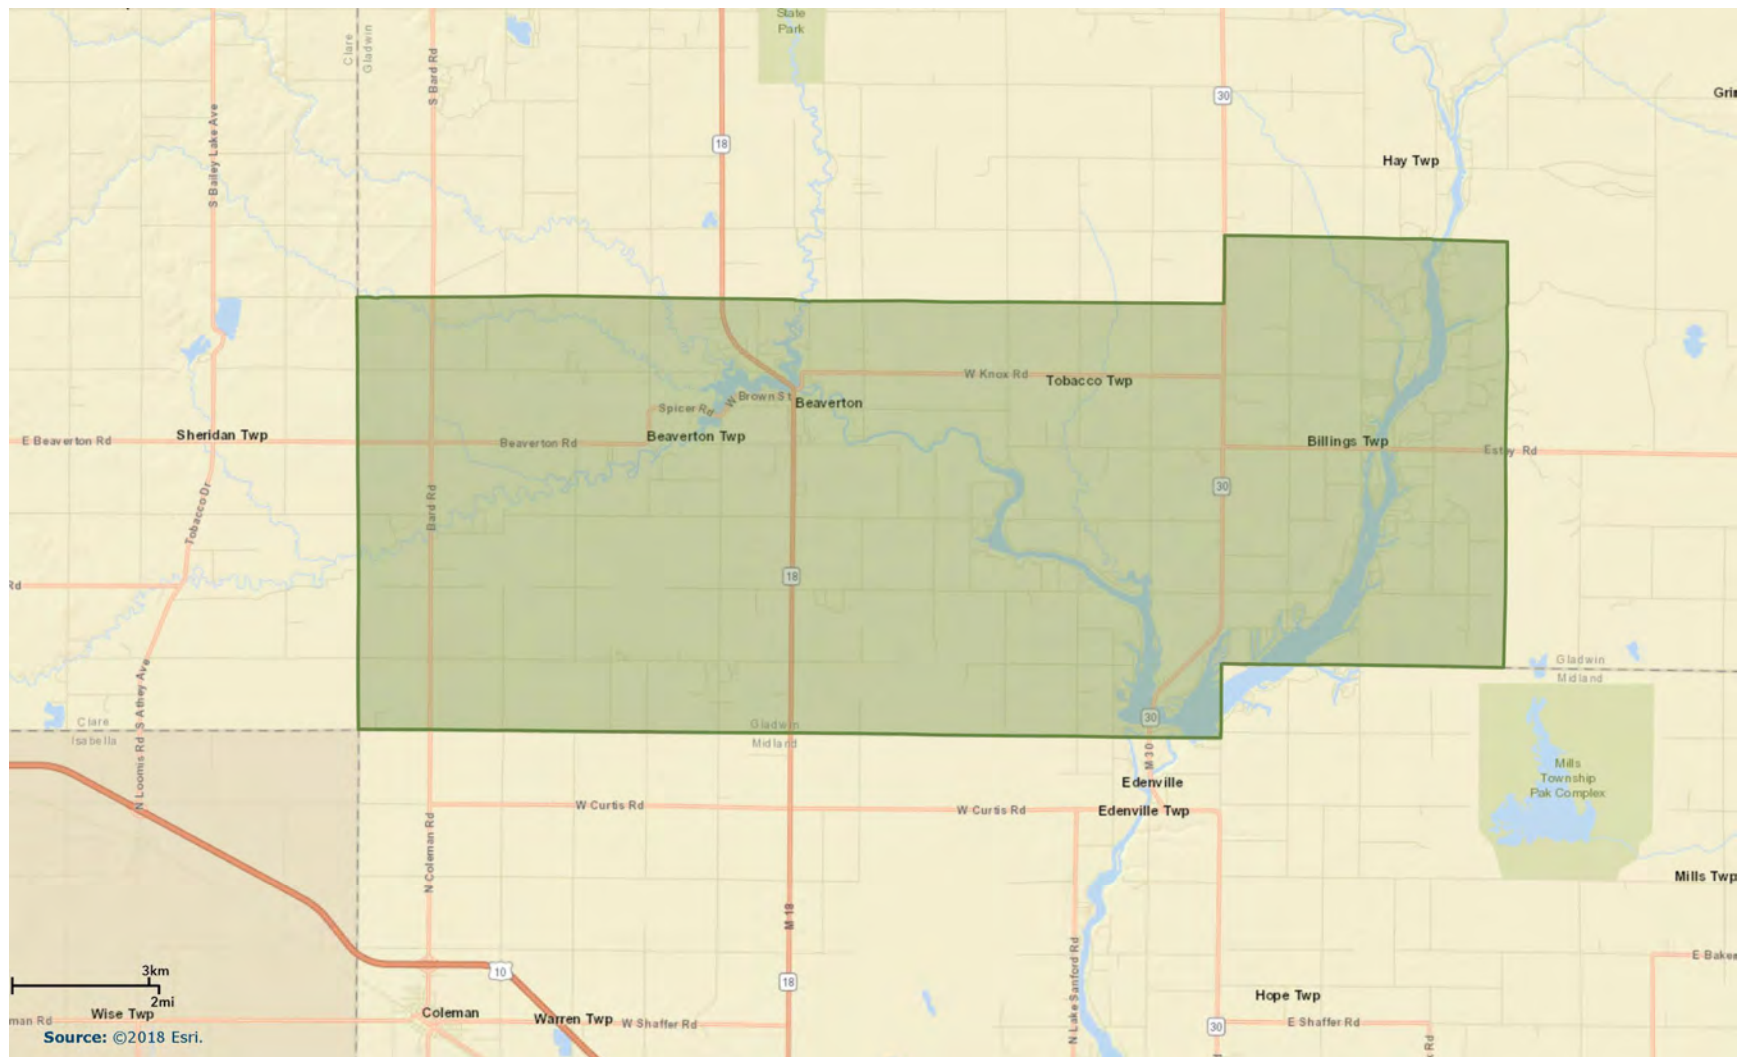 State
Park
Clare
Gladwin
S Bard Rd
S Bailey Lake Ave
30
18
Hay Twp
W Knox Rd
Tobacco Twp
W Brown St
Beaverton
Spicer Rd
E Beaverton Rd
Sheridan Twp
Beaverton Rd
Beaverton Twp
Billings Twp
Estey Rd
30
Bard Rd
Tobacco Dr
18
Rd
Gladwin
Midland
S Athey Ave
N Loomis Rd
Clare
Isabella
Gladwin
Midland
30
M 30
Edenville
Mills
Township
Pak Complex
W Curtis Rd
W Curtis Rd
Edenville Twp
N Coleman Rd
Mills Twp
M 18
N Lake Sanford Rd
E Baker
10
3km
2mi
18
Hope Twp
Wise Twp
Coleman
Warren Twp
W Shaffer Rd
30
E Shaffer Rd
man Rd
Rd
Source: ©2018 Esri.